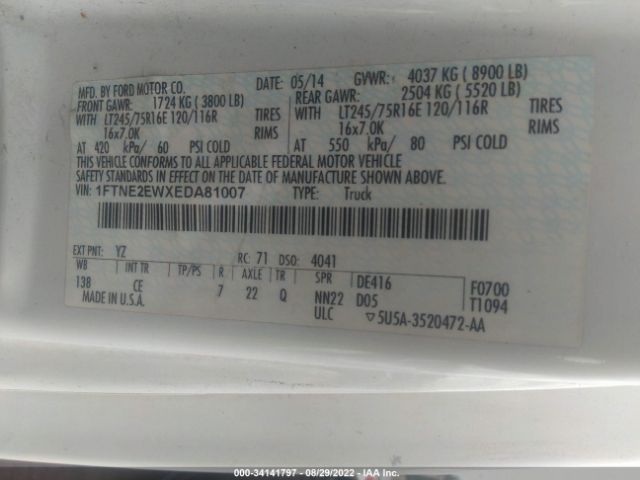 MFD. BY FORD MOTOR CO. DATE: 05/14 GVWR: 4037 KG ( 8900 LB)
FRONT GAWR: 1724 KG ( 3800 LB) REAR GAWR: 2504 KG ( 5520 LB)
WITH LT245/75R16E 120/116R TIRES WITH LT245/75R16E 120/116R TIRES
16x7.0K RIMS 16x7.0K RIMS
AT 420 kPa/ 60 PSI COLD AT 550 kPa/ 80 PSI COLD
THIS VEHICLE CONFORMS TO ALL APPLICABLE FEDERAL MOTOR VEHICLE
SAFETY STANDARDS IN EFFECT ON THE DATE OF MANUFACTURE SHOWN ABOVE.
VIN: 1FTNE2EWXEDA81007 TYPE: Truck
EXT PNT: YZ RC: 71 DSO: 4041
WB INT TR TP/PS R AXLE TR SPR DE416 F0700
138 CE 7 22 Q NN22 D05 T1094
MADE IN U.S.A. ULC ▽5U5A-3520472-AA
000-34141797 - 08/29/2022 - IAA Inc.